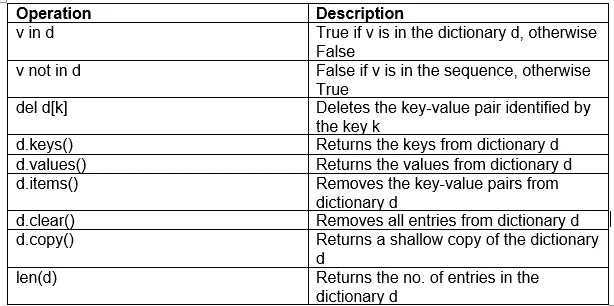 Operation Description
v in d True if v is in the dictionary d, otherwise
False
v not in d False if v is in the sequence, otherwise
True
del d[k] Deletes the key-value pair identified by
the key k
d.keys() Returns the keys from dictionary d
d.values() Returns the values from dictionary d
d.items() Removes the key-value pairs from
dictionary d
d.clear() Removes all entries from dictionary d
d.copy() Returns a shallow copy of the dictionary
d
len(d) Returns the no. of entries in the
dictionary d